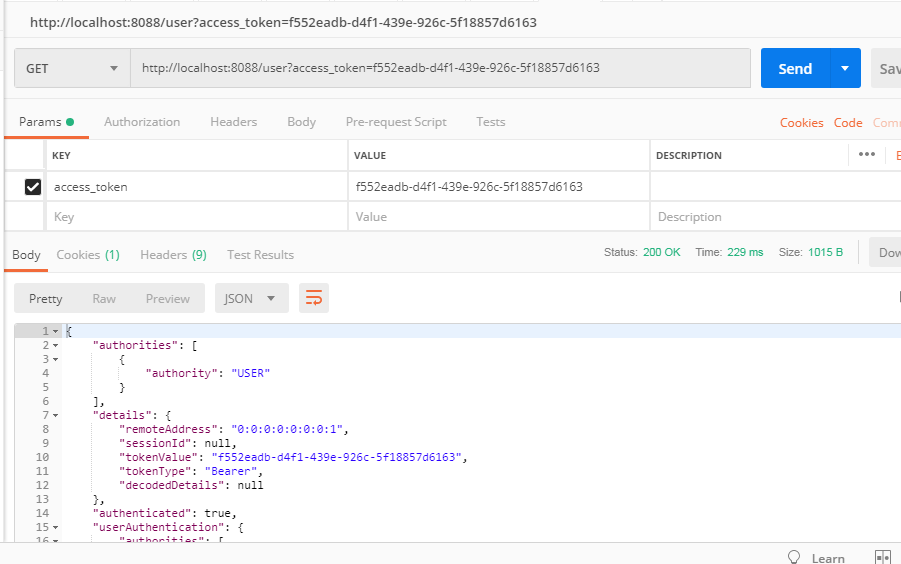 http://localhost:8088/user?access_token=f552eadb-d4f1-439e-926c-5f18857d6163
GET http://localhost:8088/user?access_token=f552eadb-d4f1-439e-926c-5f18857d6163 Send Sav
Params Authorization Headers Body Pre-request Script Tests Cookies Code Com
KEY VALUE DESCRIPTION •••
access_token f552eadb-d4f1-439e-926c-5f18857d6163
Key Value Description
Body Cookies (1) Headers (9) Test Results Status: 200 OK Time: 229 ms Size: 1015 B Dow
Pretty Raw Preview JSON
1 {
2 "authorities": [
3 {
4 "authority": "USER"
5 }
6 ],
7 "details": {
8 "remoteAddress": "0:0:0:0:0:0:0:1",
9 "sessionId": null,
10 "tokenValue": "f552eadb-d4f1-439e-926c-5f18857d6163",
11 "tokenType": "Bearer",
12 "decodedDetails": null
13 },
14 "authenticated": true,
15 "userAuthentication": {
16 "authorities": [
Learn